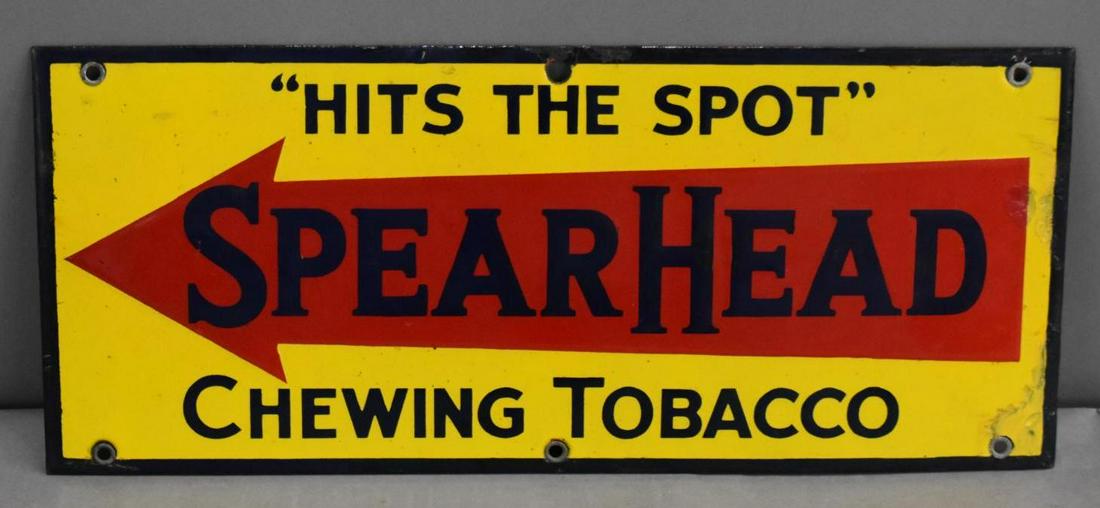 “HITS THE SPOT”
SPEARHEAD
CHEWING TOBACCO